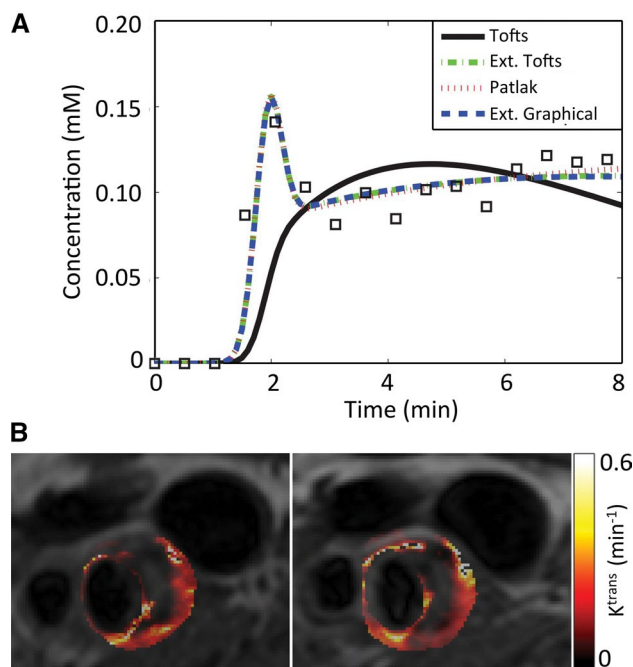 A
0.20
0.15
0.10
0.05
0
Concentration (mM)
Tofts
Ext. Tofts
Patlak
Ext. Graphical
0 2 4 6 8
Time (min)
B
0.6
0
K^trans (min^-1)